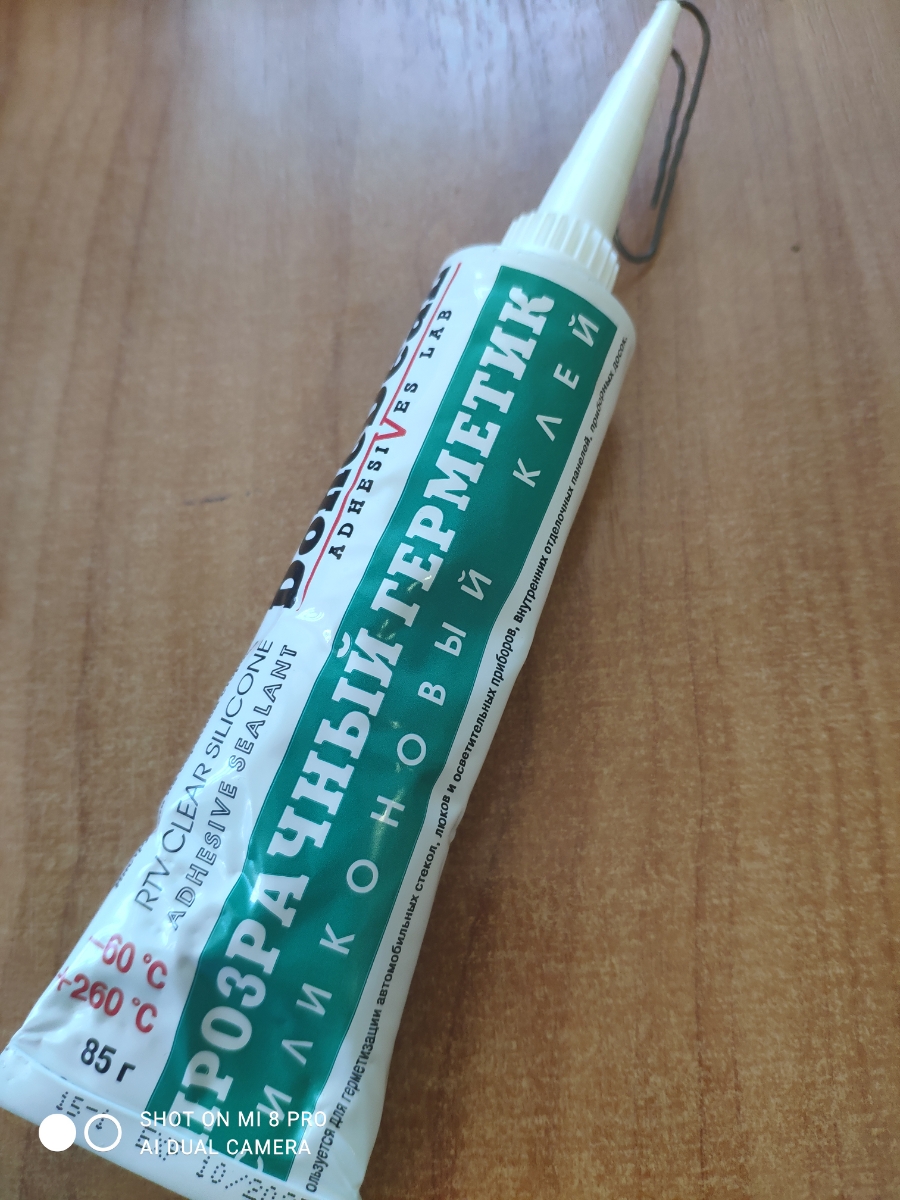 ADHESIVES LAB
RTV CLEAR SILICONE
ADHESIVE SEALANT
-60 °C
+260 °C
85 г
ПРОЗРАЧНЫЙ ГЕРМЕТИК
СИЛИКОНОВЫЙ КЛЕЙ
для герметизации автомобильных стекол, люков и осветительных приборов, внутренних отделочных панелей, приборных досок.
SHOT ON MI 8 PRO
AI DUAL CAMERA